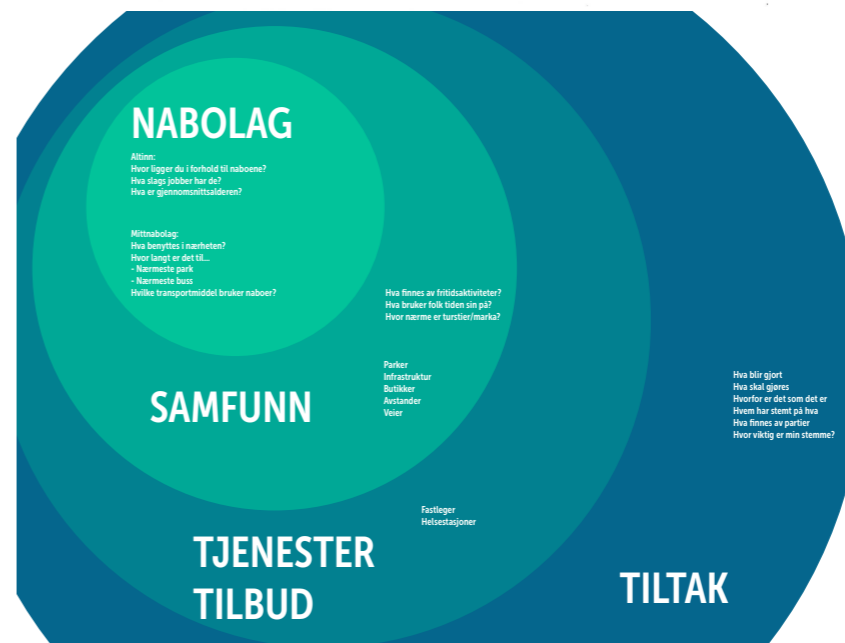 NABOLAG
Altinn:
Hvor ligger du i forhold til naboene?
Hva slags jobber har de?
Hva er gjennomsnittsalderen?
Mittnabolag:
Hva benyttes i nærheten?
Hvor langt er det til...
- Nærmeste park
- Nærmeste buss
Hvilke transportmiddel bruker naboer?
Hva finnes av fritidsaktiviteter?
Hva bruker folk tiden sin på?
Hvor nærme er turstier/marka?
SAMFUNN
Parker
Infrastruktur
Butikker
Avstander
Veier
Hva blir gjort
Hva skal gjøres
Hvorfor er det som det er
Hvem har stemt på hva
Hva finnes av partier
Hvor viktig er min stemme?
Fastleger
Helsestasjoner
TJENESTER
TILBUD
TILTAK